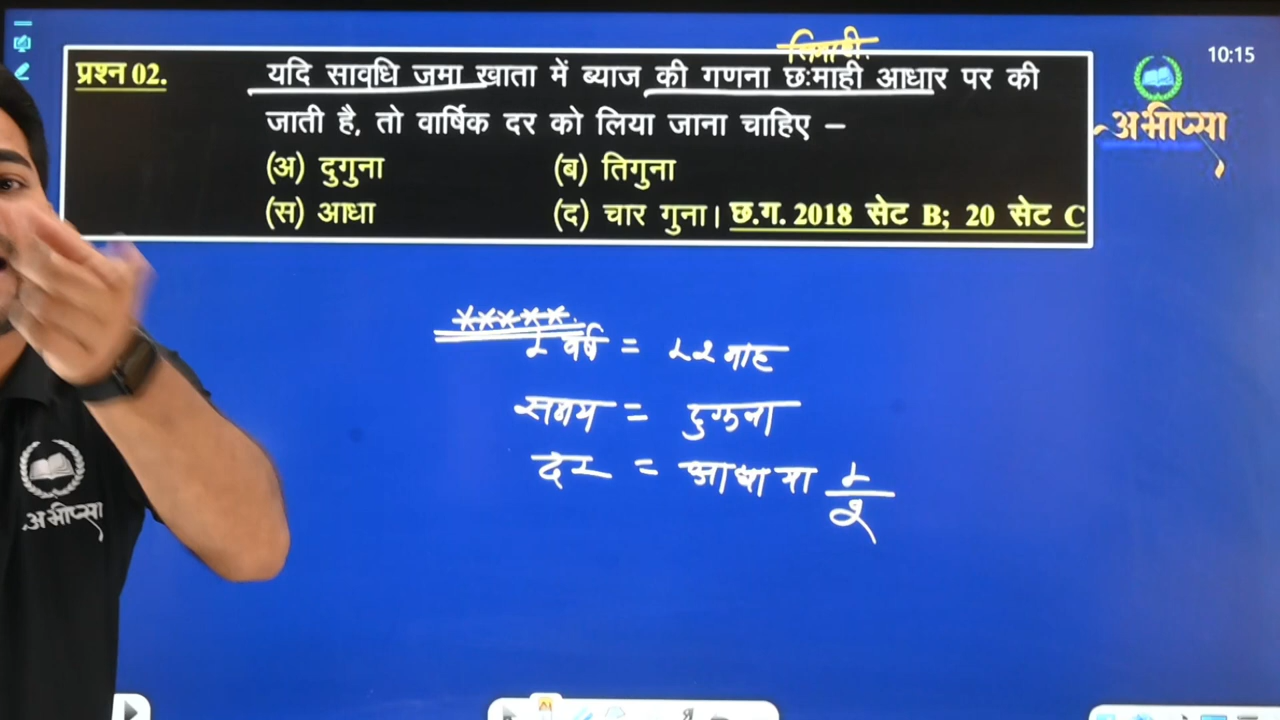 तिमाही
10:15
प्रश्न 02. यदि सावधि जमा खाता में ब्याज की गणना छःमाही आधार पर की
जाती है, तो वार्षिक दर को लिया जाना चाहिए –
(अ) दुगुना (ब) तिगुना
(स) आधा (द) चार गुना। छ.ग. 2018 सेट B; 20 सेट C
अभीप्सा
*****
1 वर्ष = 12 माह
समय = दुगुना
दर = आधा या 1/2
अभीप्सा